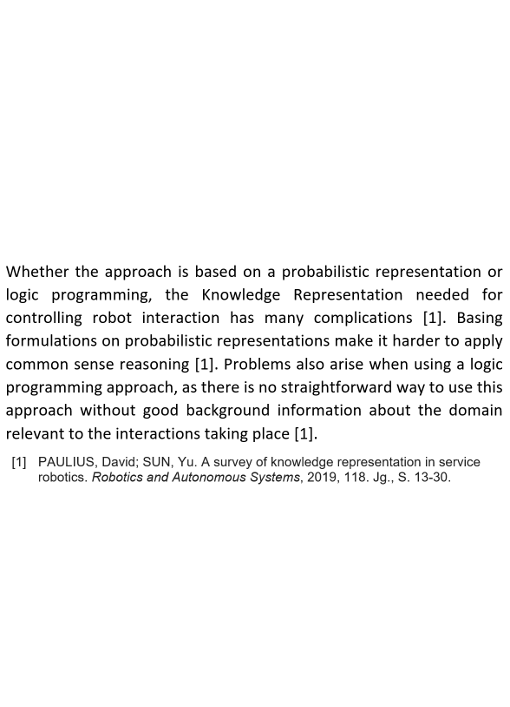 Whether the approach is based on a probabilistic representation or
logic programming, the Knowledge Representation needed for
controlling robot interaction has many complications [1]. Basing
formulations on probabilistic representations make it harder to apply
common sense reasoning [1]. Problems also arise when using a logic
programming approach, as there is no straightforward way to use this
approach without good background information about the domain
relevant to the interactions taking place [1].
[1] PAULIUS, David; SUN, Yu. A survey of knowledge representation in service
robotics. Robotics and Autonomous Systems, 2019, 118. Jg., S. 13-30.